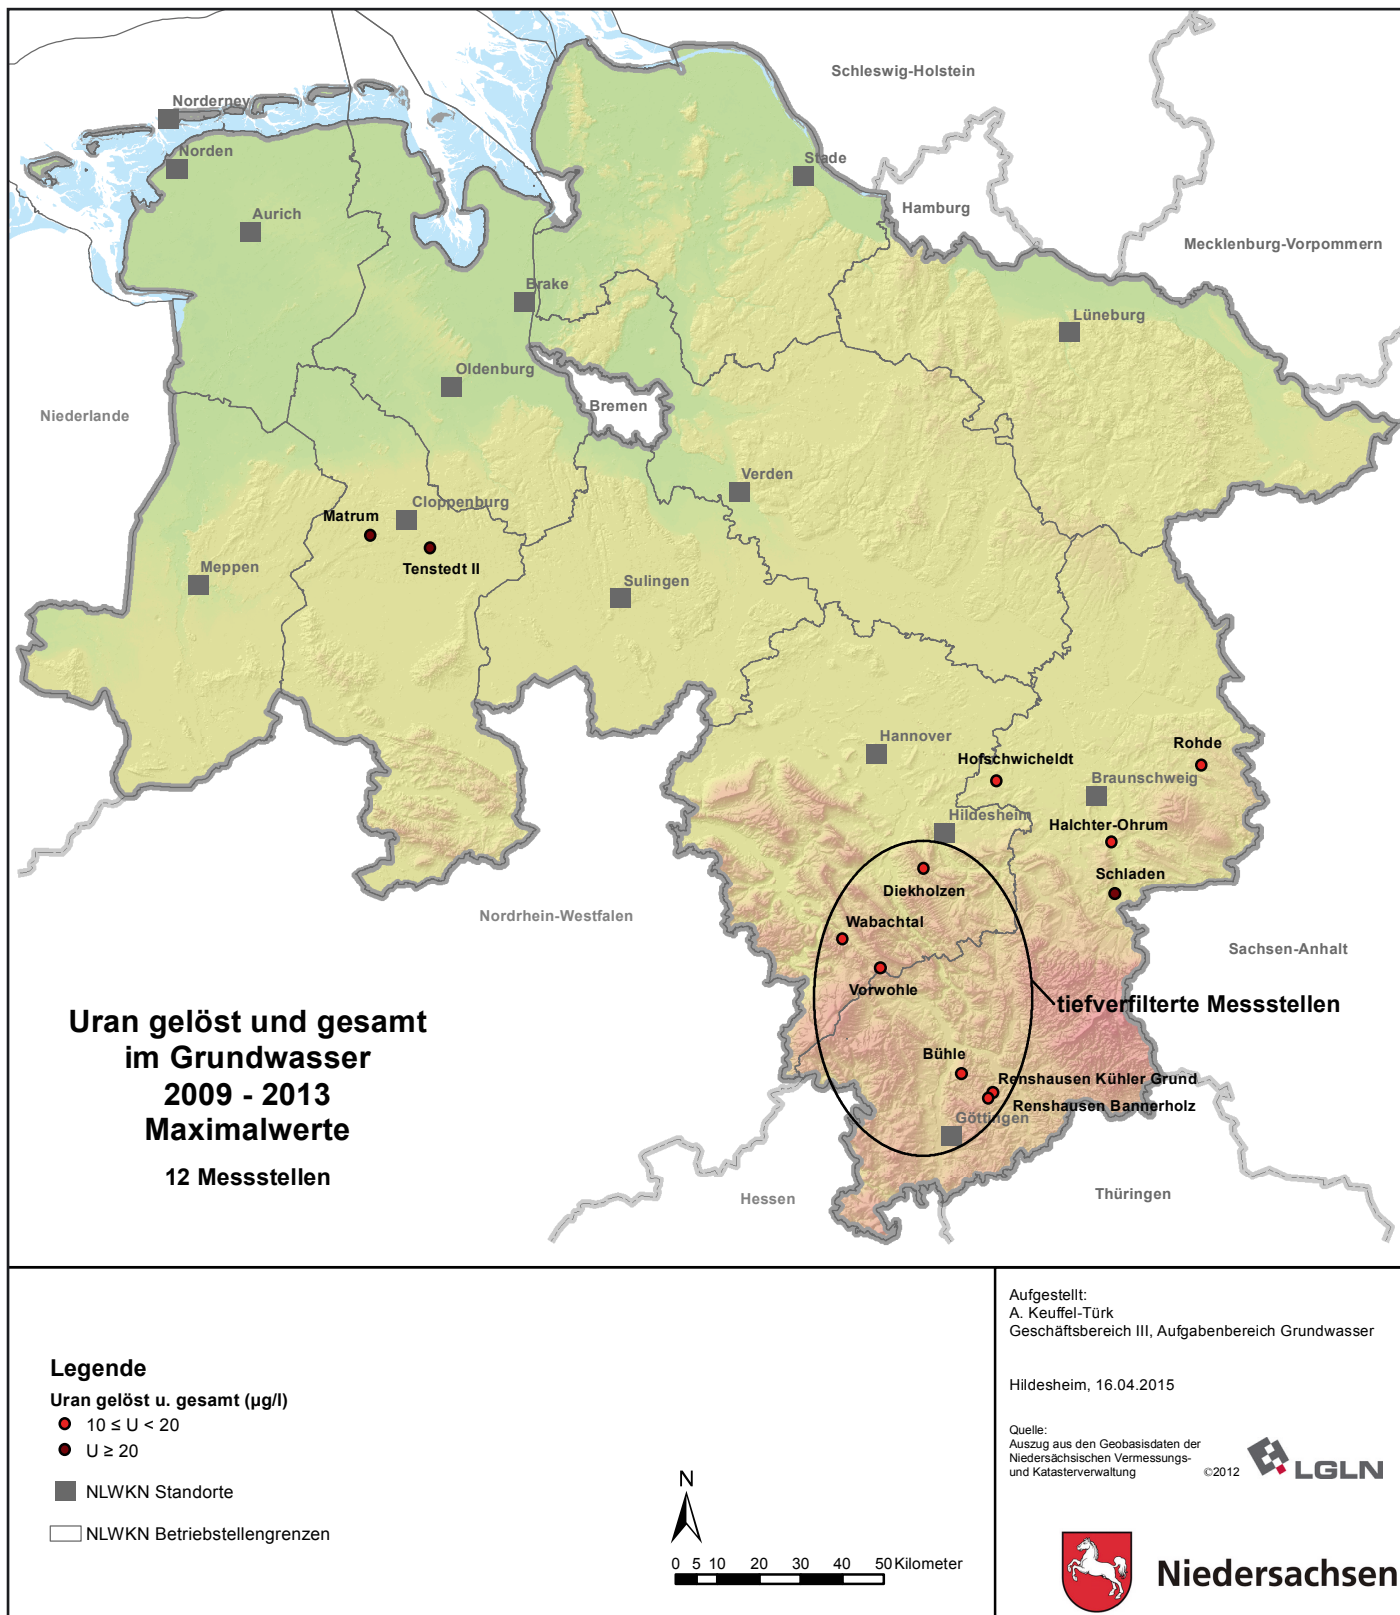 Schleswig-Holstein
Norderney
Norden
Stade
Aurich
Hamburg
Mecklenburg-Vorpommern
Brake
Lüneburg
Oldenburg
Niederlande
Bremen
Verden
Cloppenburg
Matrum
Tenstedt II
Meppen
Sulingen
Hannover
Rohde
Hofschwicheldt
Braunschweig
Hildesheim
Halchter-Ohrum
Schladen
Diekholzen
Nordrhein-Westfalen
Wabachtal
Sachsen-Anhalt
Vorwohle
tiefverfilterte Messstellen
Uran gelöst und gesamt
im Grundwasser
2009 - 2013
Maximalwerte
12 Messstellen
Bühle
Renshausen Kühler Grund
Renshausen Bannerholz
Göttingen
Hessen
Thüringen
Legende
Uran gelöst u. gesamt (µg/l)
10 ≤ U < 20
U ≥ 20
NLWKN Standorte
NLWKN Betriebstellengrenzen
N
0 5 10 20 30 40 50 Kilometer
Aufgestellt:
A. Keuffel-Türk
Geschäftsbereich III, Aufgabenbereich Grundwasser
Hildesheim, 16.04.2015
Quelle:
Auszug aus den Geobasisdaten der
Niedersächsischen Vermessungs-
und Katasterverwaltung ©2012
LGLN
Niedersachsen